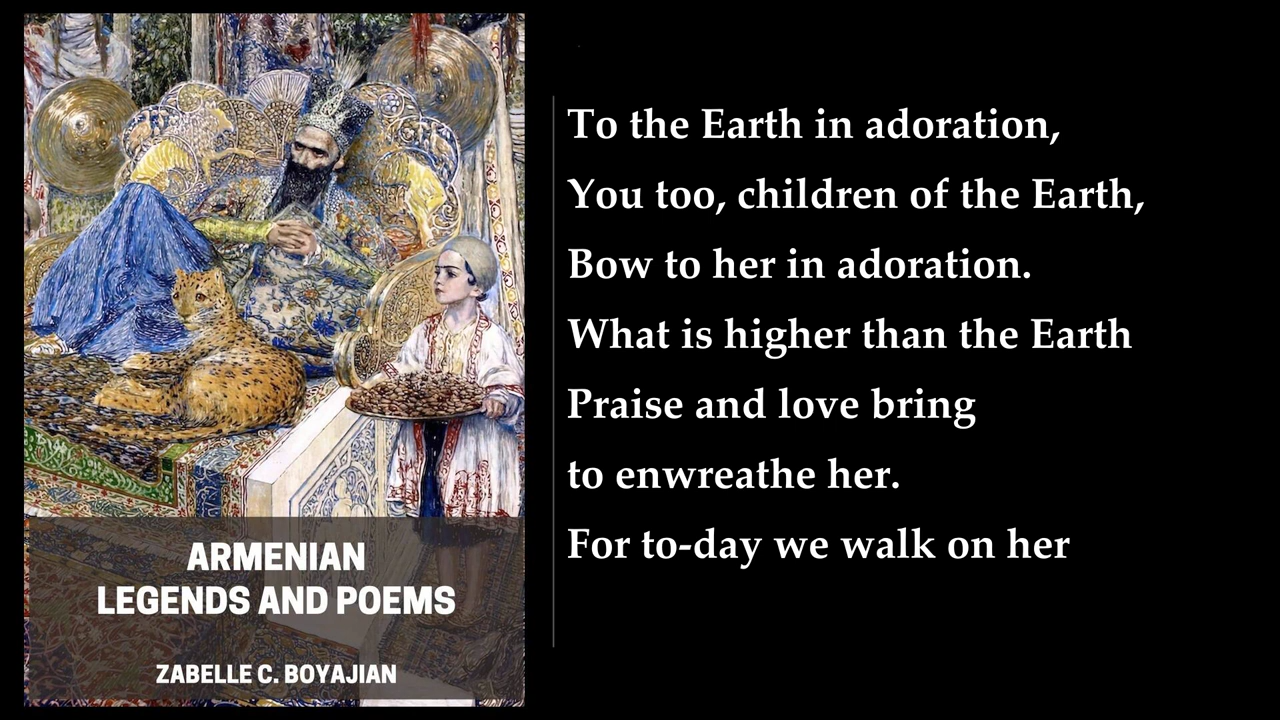 To the Earth in adoration,
You too, children of the Earth,
Bow to her in adoration.
What is higher than the Earth
Praise and love bring
to enwreathe her.
For to-day we walk on her
ARMENIAN
LEGENDS AND POEMS
ZABELLE C. BOYAJIAN